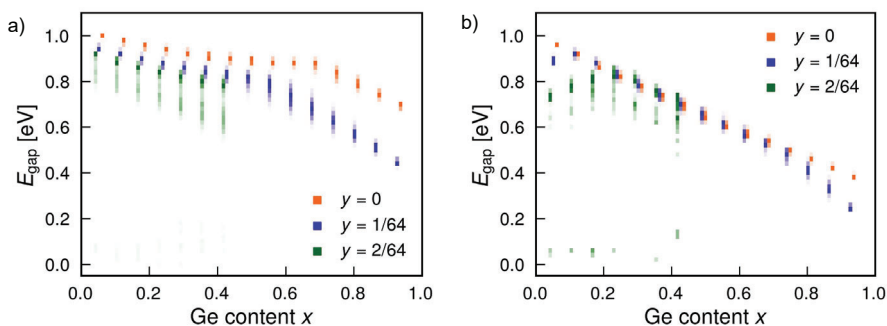 a)
E_gap [eV]
1.0
0.8
0.6
0.4
0.2
0.0
y = 0
y = 1/64
y = 2/64
0.0 0.2 0.4 0.6 0.8 1.0
Ge content x
b)
E_gap [eV]
1.0
0.8
0.6
0.4
0.2
0.0
y = 0
y = 1/64
y = 2/64
0.0 0.2 0.4 0.6 0.8 1.0
Ge content x